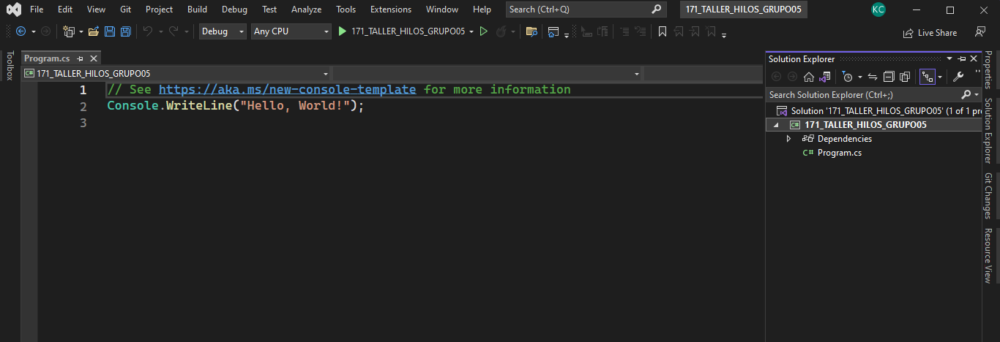 File Edit View Git Project Build Debug Test Analyze Tools Extensions Window Help Search (Ctrl+Q) 171_TALLER_HILOS_GRUPO05 KC
Debug Any CPU 171_TALLER_HILOS_GRUPO05 Live Share
Toolbox
Program.cs
171_TALLER_HILOS_GRUPO05
1 // See https://aka.ms/new-console-template for more information
2 Console.WriteLine("Hello, World!");
3
Solution Explorer
Search Solution Explorer (Ctrl+;)
Solution '171_TALLER_HILOS_GRUPO05' (1 of 1 pr
C# 171_TALLER_HILOS_GRUPO05
Dependencies
C# Program.cs
Properties
Solution Explorer
Git Changes
Resource View